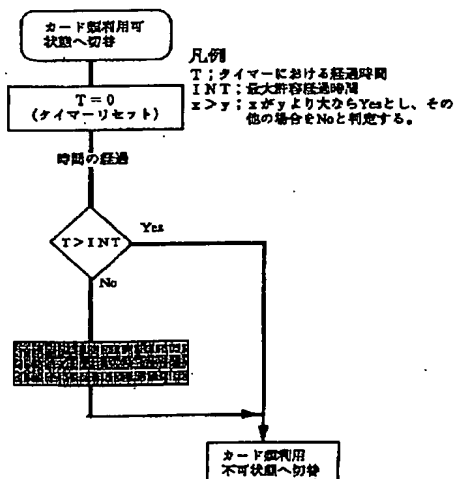 カード類利用可
状態へ切替
凡例
T;タイマーにおける経過時間
INT;最大許容経過時間
x>y;xがyより大ならYesとし、その
他の場合をNoと判定する。
T=0
(タイマーリセット)
時間の経過
T>INT
Yes
No
カード類利用
不可状態へ切替